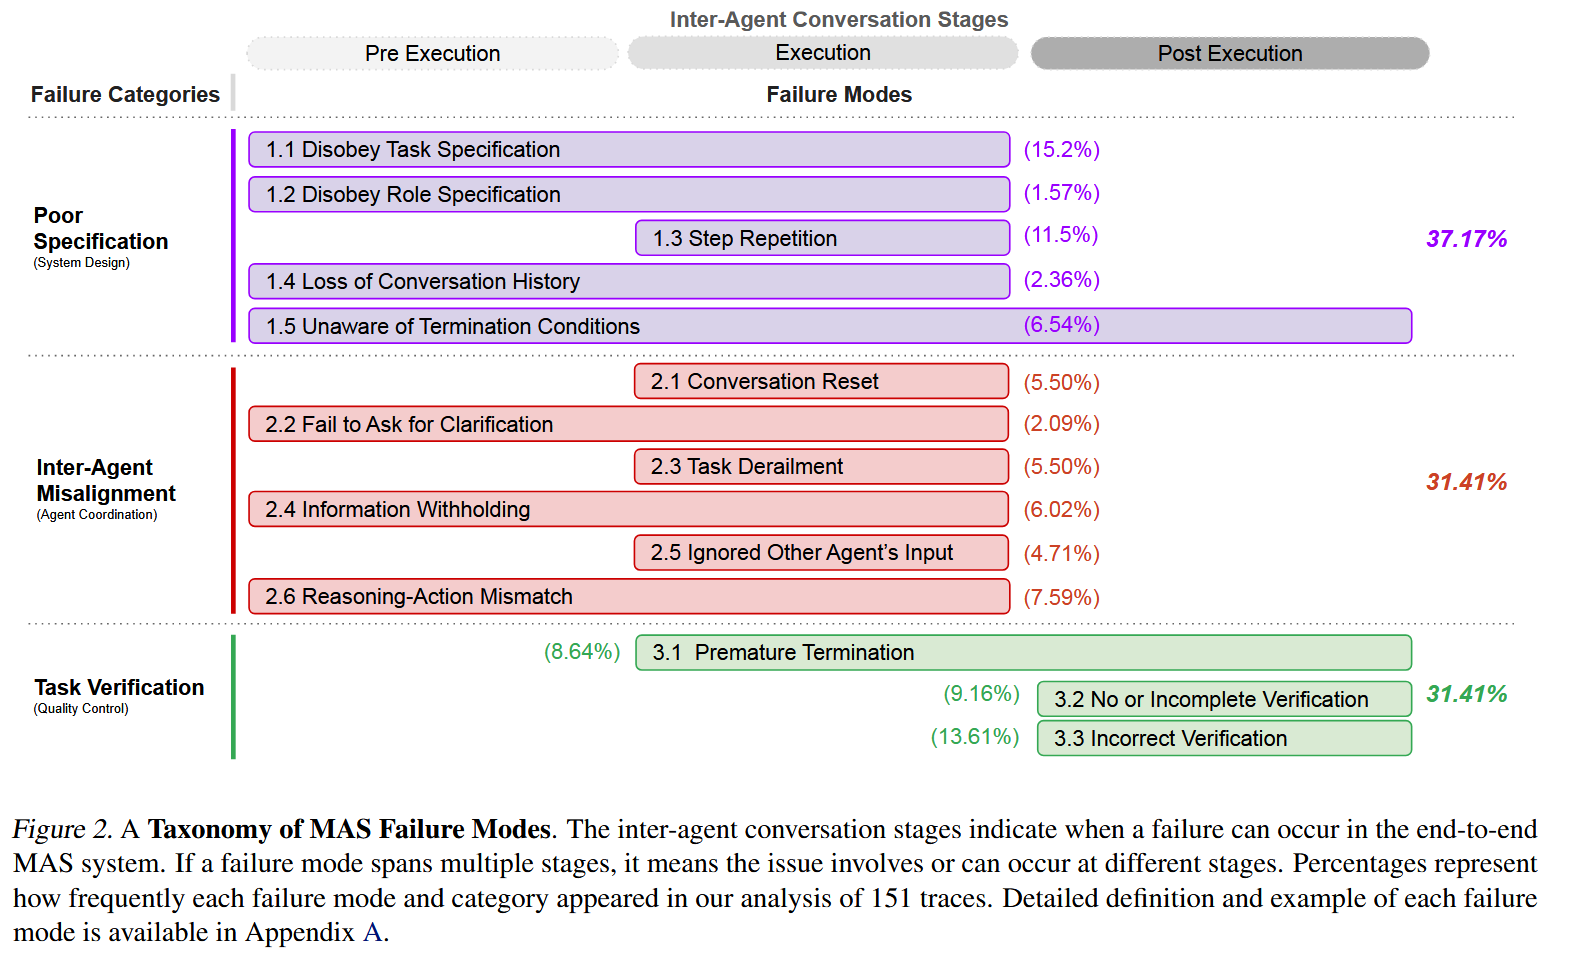 Inter-Agent Conversation Stages
Pre Execution
Execution
Post Execution
Failure Categories
Failure Modes
Poor
Specification
(System Design)
1.1 Disobey Task Specification
(15.2%)
1.2 Disobey Role Specification
(1.57%)
1.3 Step Repetition
(11.5%)
1.4 Loss of Conversation History
(2.36%)
1.5 Unaware of Termination Conditions
(6.54%)
37.17%
Inter-Agent
Misalignment
(Agent Coordination)
2.1 Conversation Reset
(5.50%)
2.2 Fail to Ask for Clarification
(2.09%)
2.3 Task Derailment
(5.50%)
2.4 Information Withholding
(6.02%)
2.5 Ignored Other Agent’s Input
(4.71%)
2.6 Reasoning-Action Mismatch
(7.59%)
31.41%
Task Verification
(Quality Control)
(8.64%)
3.1 Premature Termination
(9.16%)
3.2 No or Incomplete Verification
(13.61%)
3.3 Incorrect Verification
31.41%
Figure 2. A Taxonomy of MAS Failure Modes. The inter-agent conversation stages indicate when a failure can occur in the end-to-end
MAS system. If a failure mode spans multiple stages, it means the issue involves or can occur at different stages. Percentages represent
how frequently each failure mode and category appeared in our analysis of 151 traces. Detailed definition and example of each failure
mode is available in Appendix A.